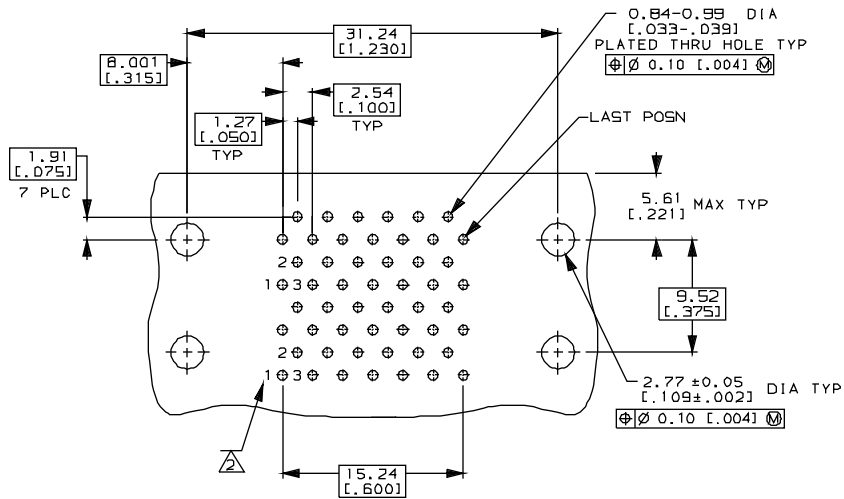 31.24
[1.230]
0.84-0.99 DIA
[.033-.039]
PLATED THRU HOLE TYP
⌖ Ø 0.10 [.004] Ⓜ
8.001
[.315]
2.54
[.100]
TYP
1.27
[.050]
TYP
LAST POSN
1.91
[.075]
7 PLC
5.61 MAX TYP
[.221]
2
1 3
9.52
[.375]
2
1 3
2.77 ±0.05 DIA TYP
[.109±.002]
⌖ Ø 0.10 [.004] Ⓜ
2
15.24
[.600]